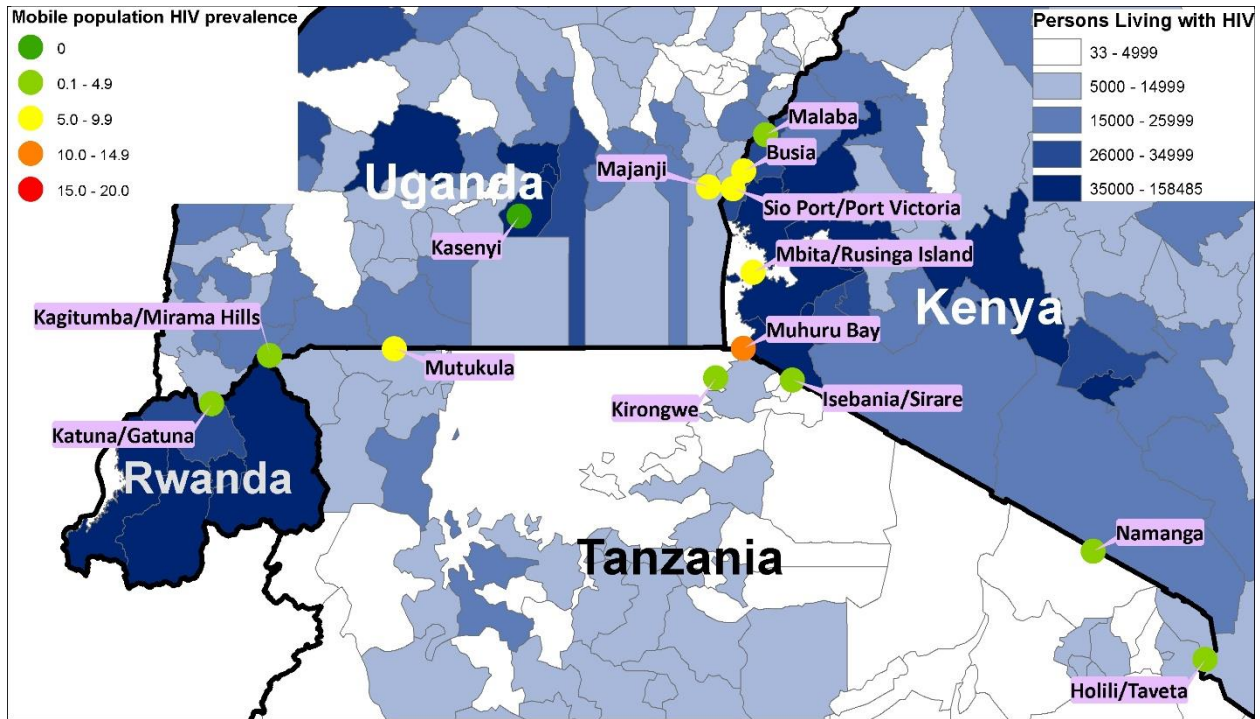 Mobile population HIV prevalence
0
0.1 - 4.9
5.0 - 9.9
10.0 - 14.9
15.0 - 20.0
Persons Living with HIV
33 - 4999
5000 - 14999
15000 - 25999
26000 - 34999
35000 - 158485
Malaba
Busia
Majanji
Uganda
Sio Port/Port Victoria
Kasenyi
Mbita/Rusinga Island
Kenya
Kagitumba/Mirama Hills
Muhuru Bay
Mutukula
Kirongwe
Isebania/Sirare
Katuna/Gatuna
Rwanda
Tanzania
Namanga
Holili/Taveta